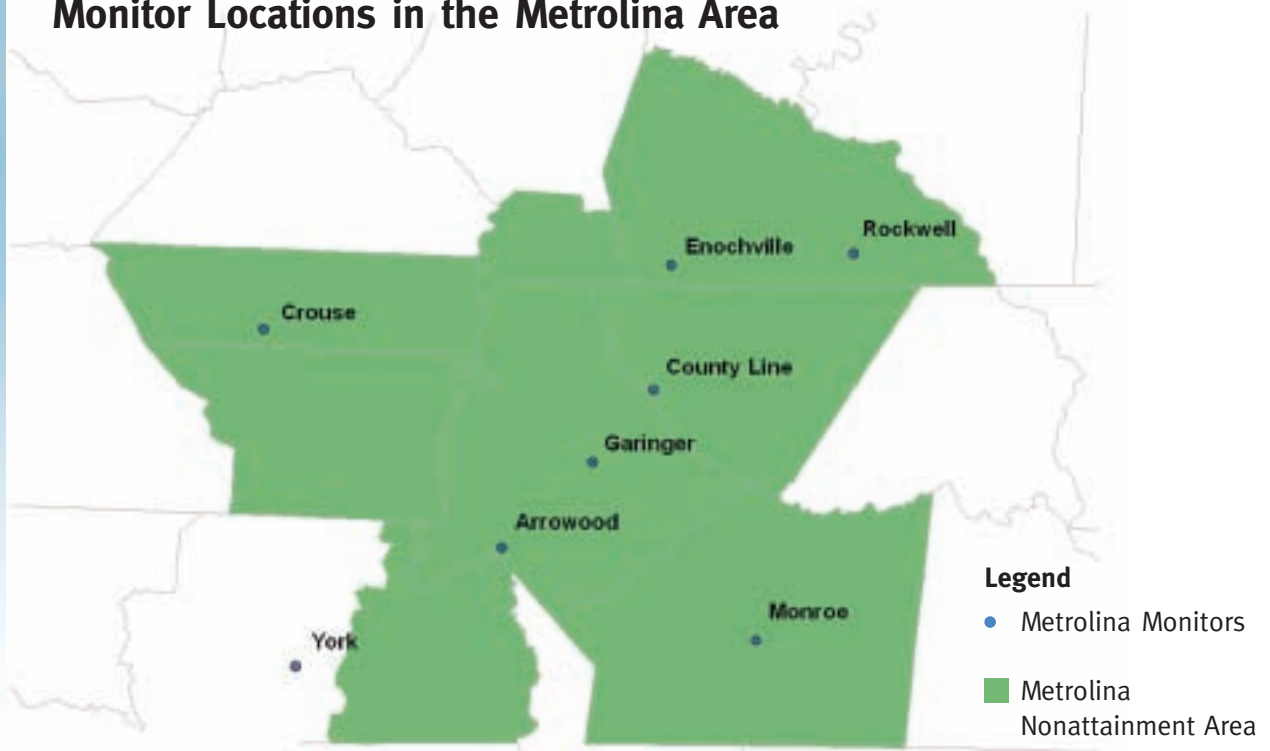 Monitor Locations in the Metrolina Area
Rockwell
Enochville
Crouse
County Line
Garinger
Arrowood
Monroe
York
Legend
Metrolina Monitors
Metrolina
Nonattainment Area